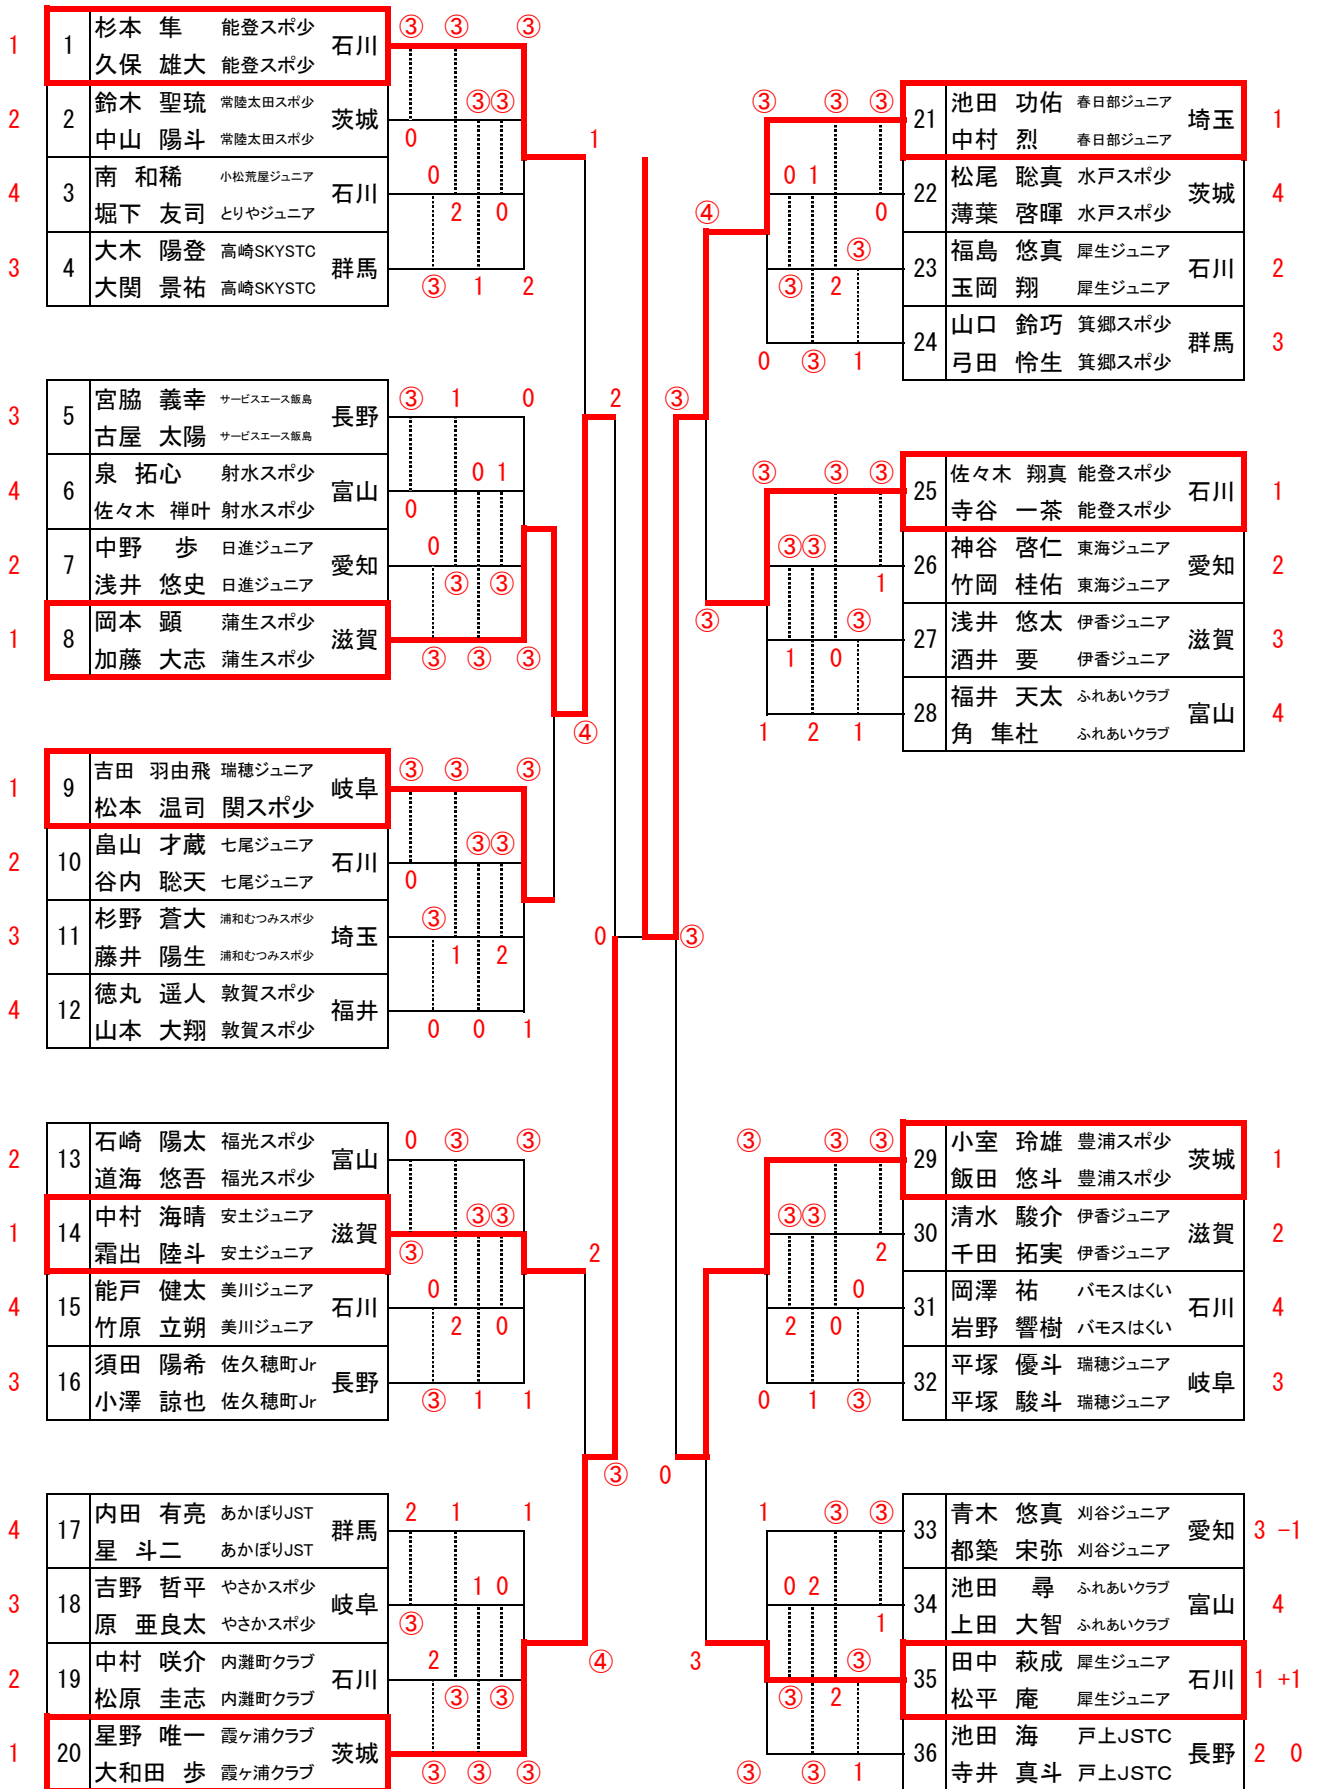 1 1 杉本 隼 能登スポ少 石川 ③ ③ ③
久保 雄大 能登スポ少
2 2 鈴木 聖琉 常陸太田スポ少 茨城 ③③
中山 陽斗 常陸太田スポ少 0 1
4 3 南 和稀 小松荒屋ジュニア 石川 0
堀下 友司 とりやジュニア 2 0
3 4 大木 陽登 高崎SKYSTC 群馬
大関 景祐 高崎SKYSTC ③ 1 2
3 5 宮脇 義幸 サービスエース飯島 長野 ③ 1 0 2
古屋 太陽 サービスエース飯島
4 6 泉 拓心 射水スポ少 富山 0 1
佐々木 禅叶 射水スポ少 0
2 7 中野 歩 日進ジュニア 愛知 0
浅井 悠史 日進ジュニア ③ ③
1 8 岡本 顕 蒲生スポ少 滋賀
加藤 大志 蒲生スポ少 ③ ③ ③
④
1 9 吉田 羽由飛 瑞穂ジュニア 岐阜 ③ ③ ③
松本 温司 関スポ少
2 10 畠山 才蔵 七尾ジュニア 石川 ③③
谷内 聡天 七尾ジュニア 0
3 11 杉野 蒼大 浦和むつみスポ少 埼玉 ③
藤井 陽生 浦和むつみスポ少 1 2
4 12 徳丸 遥人 敦賀スポ少 福井
山本 大翔 敦賀スポ少 0 0 1
0 ③
2 13 石崎 陽太 福光スポ少 富山 0 ③ ③
道海 悠吾 福光スポ少
1 14 中村 海晴 安土ジュニア 滋賀 ③③
霜出 陸斗 安土ジュニア ③ 2
4 15 能戸 健太 美川ジュニア 石川 0
竹原 立朔 美川ジュニア 2 0
3 16 須田 陽希 佐久穂町Jr 長野
小澤 諒也 佐久穂町Jr ③ 1 1
③
4 17 内田 有亮 あかぼりJST 群馬 2 1 1
星 斗二 あかぼりJST
3 18 吉野 哲平 やさかスポ少 岐阜 1 0
原 亜良太 やさかスポ少 ③
2 19 中村 咲介 内灘町クラブ 石川 2 ④
松原 圭志 内灘町クラブ ③ ③
1 20 星野 唯一 霞ヶ浦クラブ 茨城
大和田 歩 霞ヶ浦クラブ ③ ③ ③
③ ③ ③ 21 池田 功佑 春日部ジュニア 埼玉 1
中村 烈 春日部ジュニア
0 1 22 松尾 聡真 水戸スポ少 茨城 4
④ 0 薄葉 啓暉 水戸スポ少
③ 23 福島 悠真 犀生ジュニア 石川 2
③ 2 玉岡 翔 犀生ジュニア
24 山口 鈴巧 箕郷スポ少 群馬 3
0 ③ 1 弓田 怜生 箕郷スポ少
③
③ ③ ③ 25 佐々木 翔真 能登スポ少 石川 1
寺谷 一茶 能登スポ少
③③ 26 神谷 啓仁 東海ジュニア 愛知 2
1 竹岡 桂佑 東海ジュニア
③ ③ 27 浅井 悠太 伊香ジュニア 滋賀 3
1 0 酒井 要 伊香ジュニア
28 福井 天太 ふれあいクラブ 富山 4
1 2 1 角 隼杜 ふれあいクラブ
③ ③ ③ 29 小室 玲雄 豊浦スポ少 茨城 1
飯田 悠斗 豊浦スポ少
③③ 30 清水 駿介 伊香ジュニア 滋賀 2
2 千田 拓実 伊香ジュニア
0 31 岡澤 祐 バモスはくい 石川 4
2 0 岩野 響樹 バモスはくい
32 平塚 優斗 瑞穂ジュニア 岐阜 3
0 1 ③ 平塚 駿斗 瑞穂ジュニア
0
1 ③ ③ 33 青木 悠真 刈谷ジュニア 愛知 3 -1
都築 宋弥 刈谷ジュニア
0 2 34 池田 尋 ふれあいクラブ 富山 4
1 上田 大智 ふれあいクラブ
3 ③ 35 田中 萩成 犀生ジュニア 石川 1 +1
③ 2 松平 庵 犀生ジュニア
36 池田 海 戸上JSTC 長野 2 0
③ ③ 1 寺井 真斗 戸上JSTC